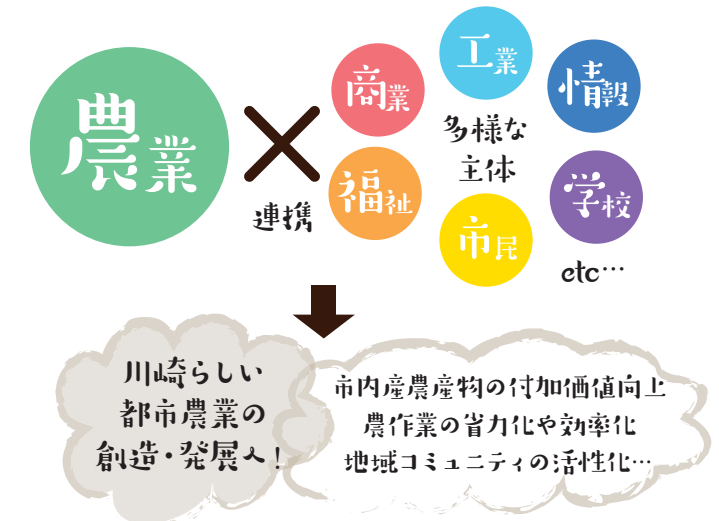 農業
連携
商業
工業
情報
福祉
多様な
主体
市民
学校
etc…
川崎らしい
都市農業の
創造・発展へ！
市内産農産物の付加価値向上
農作業の省力化や効率化
地域コミュニティの活性化…